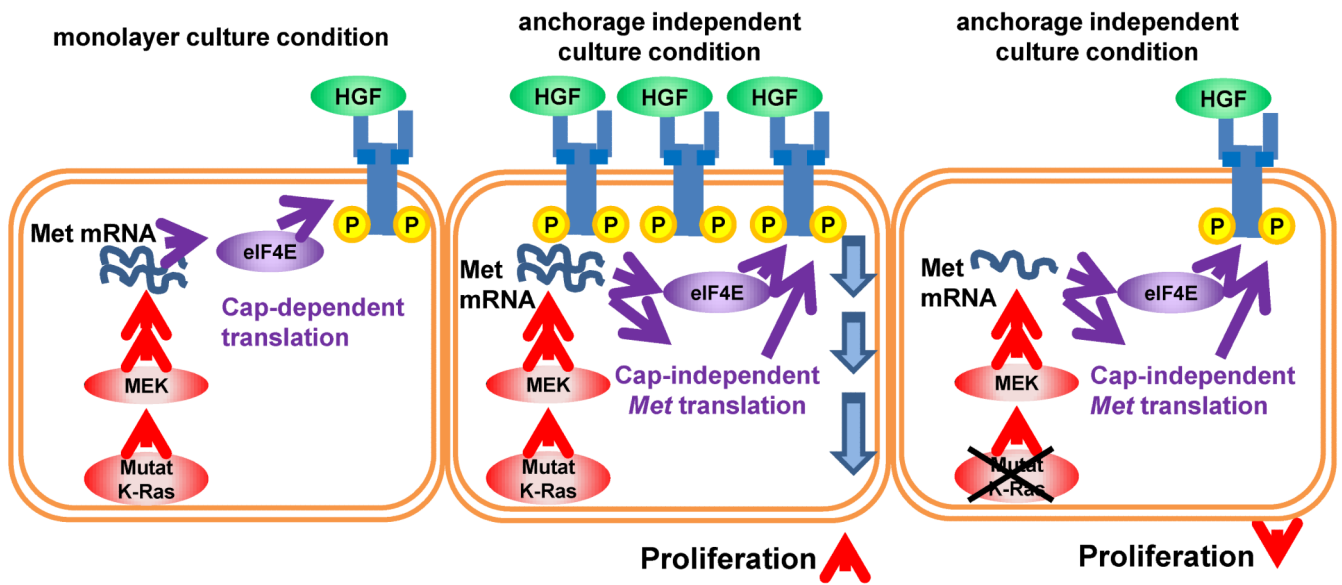 monolayer culture condition
HGF
P P
Met mRNA
eIF4E
Cap-dependent
translation
MEK
Mutat
K-Ras
anchorage independent
culture condition
HGF HGF HGF
P P P P P P
Met
mRNA
eIF4E
Cap-independent
Met translation
MEK
Mutat
K-Ras
Proliferation
anchorage independent
culture condition
HGF
P P
Met
mRNA
eIF4E
Cap-independent
Met translation
MEK
Mutat
K-Ras
Proliferation